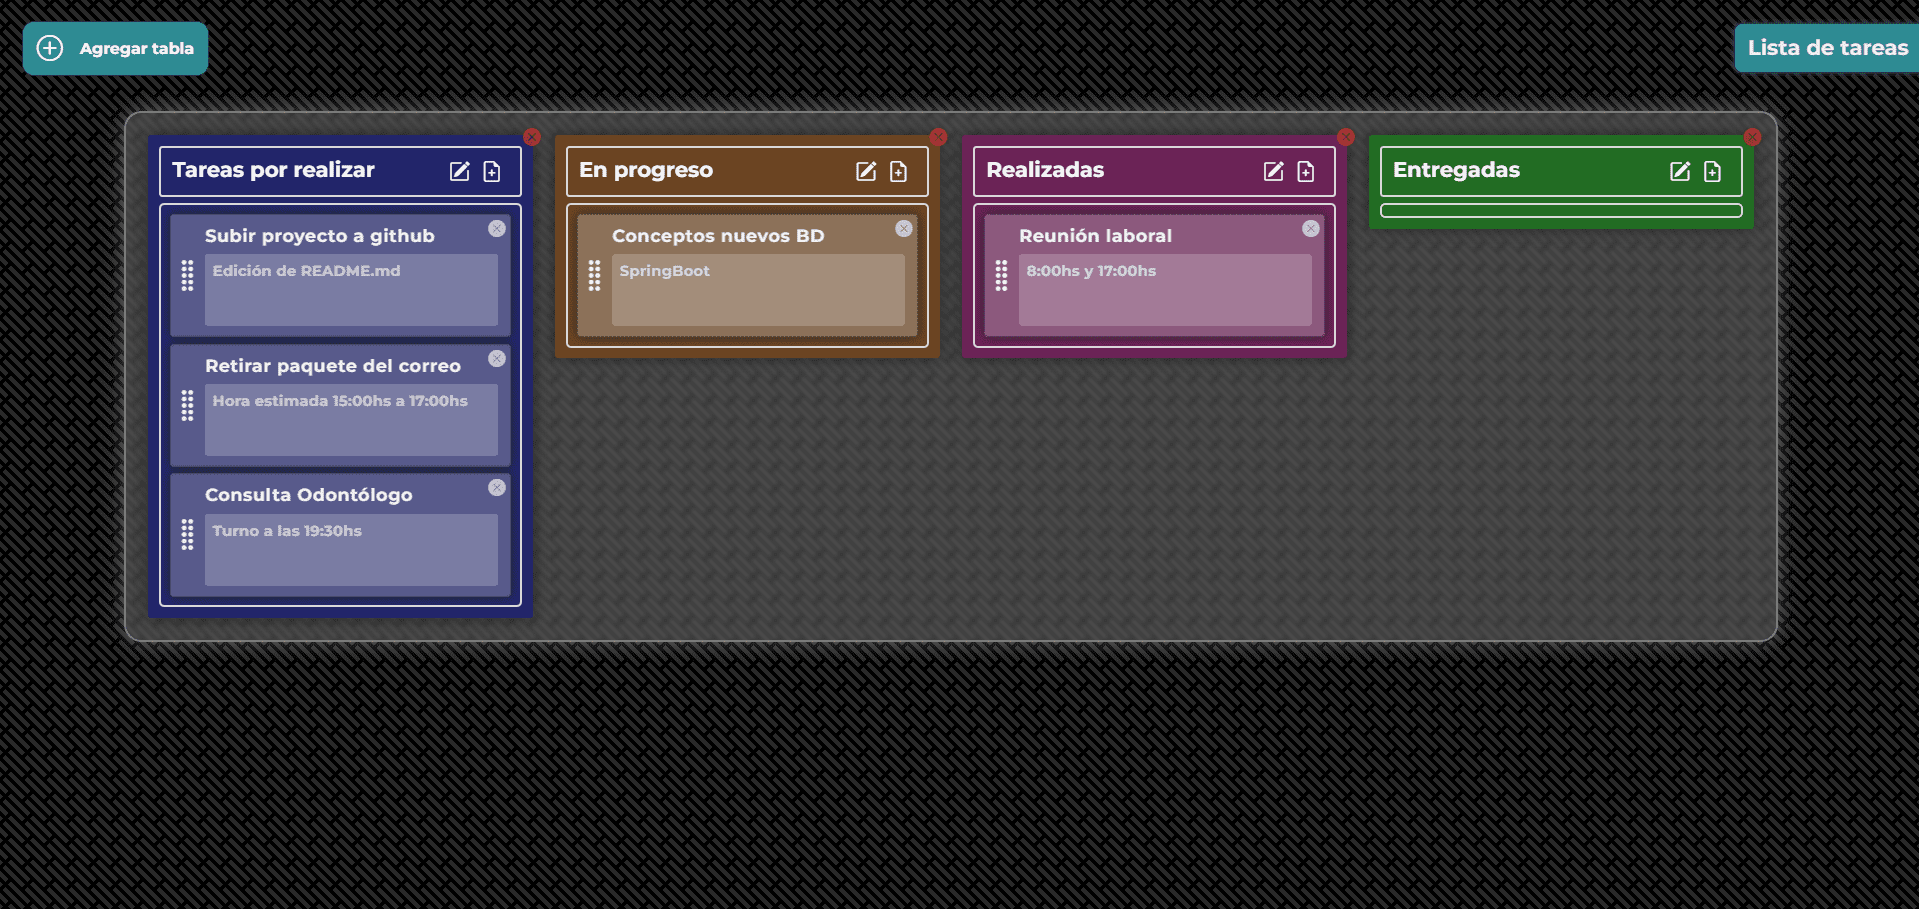 Agregar tabla
Lista de tareas
Tareas por realizar
Subir proyecto a github
Edición de README.md
Retirar paquete del correo
Hora estimada 15:00hs a 17:00hs
Consulta Odontólogo
Turno a las 19:30hs
En progreso
Conceptos nuevos BD
SpringBoot
Realizadas
Reunión laboral
8:00hs y 17:00hs
Entregadas